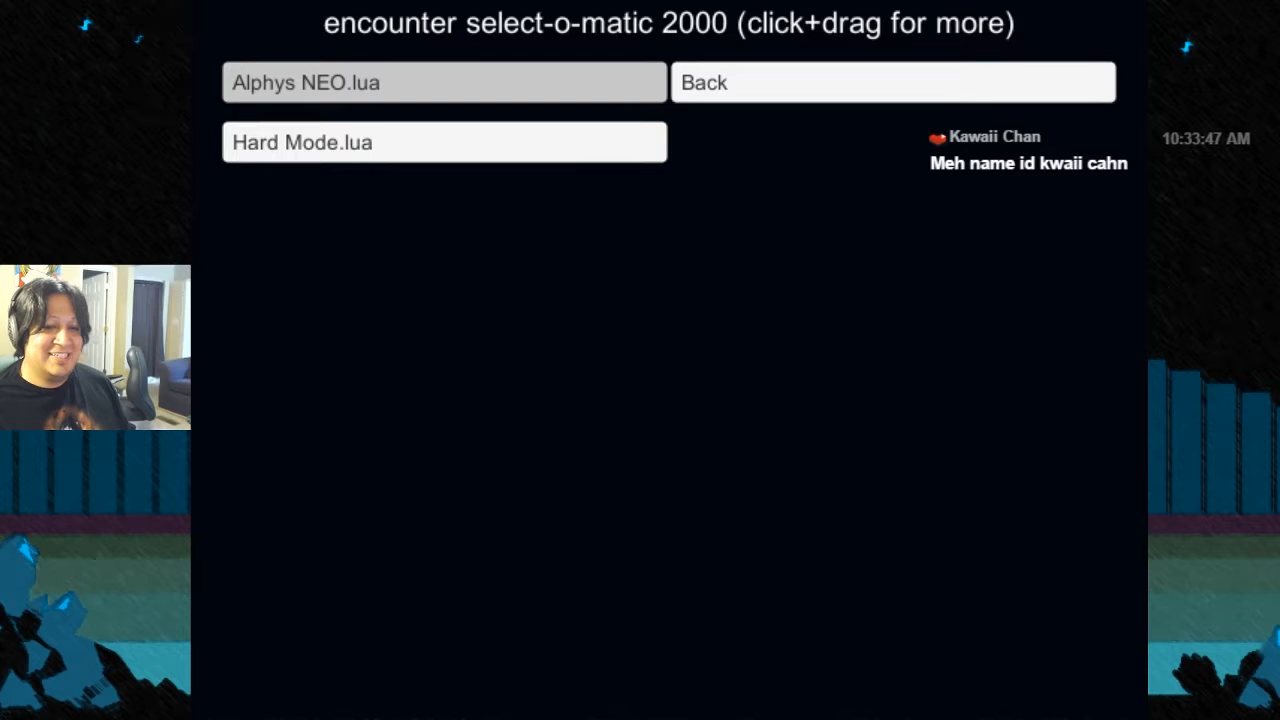 encounter select-o-matic 2000 (click+drag for more)
Alphys NEO.lua
Back
Hard Mode.lua
Kawaii Chan
10:33:47 AM
Meh name id kwaii cahn